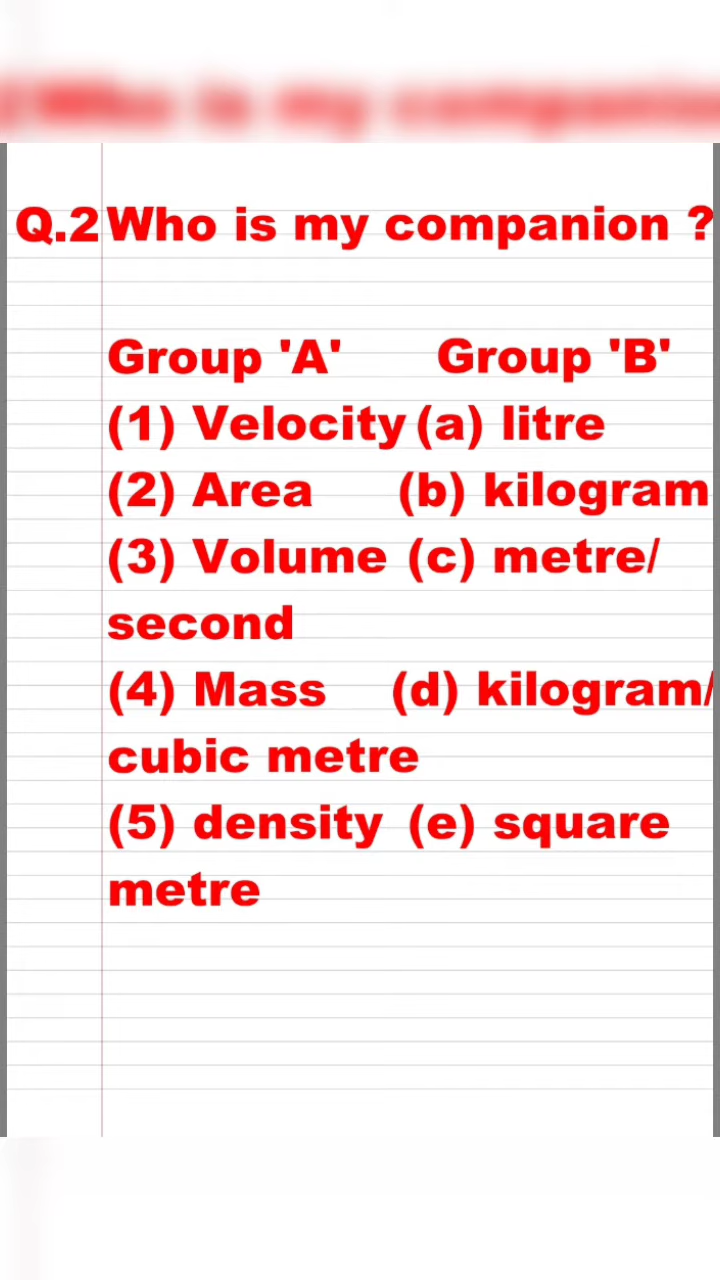 Q.2 Who is my companion ?
Group 'A' Group 'B'
(1) Velocity (a) litre
(2) Area (b) kilogram
(3) Volume (c) metre/
second
(4) Mass (d) kilogram/
cubic metre
(5) density (e) square
metre